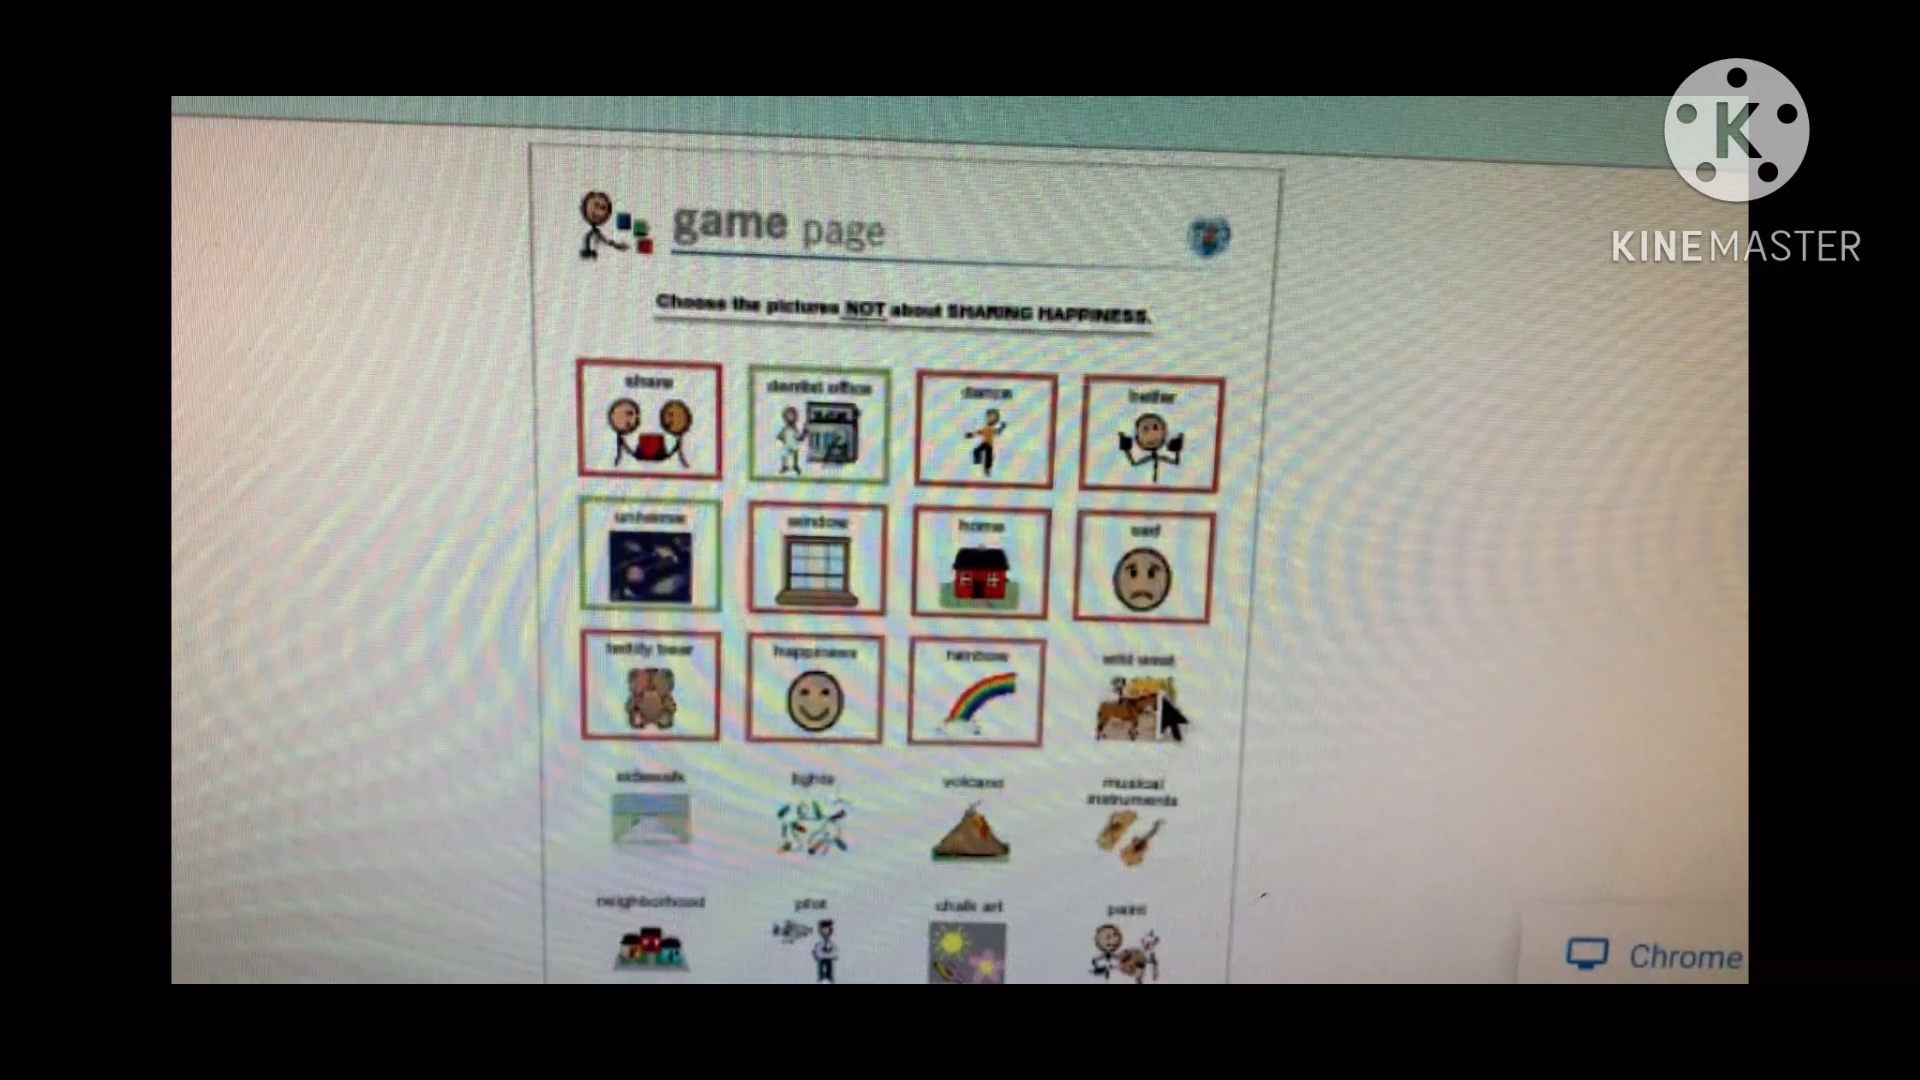 KINEMASTER
game page
Choose the pictures NOT about SHARING HAPPINESS.
share dentist office dance better
universe window home sad
teddy bear happiness rainbow wild west
sidewalk lights volcano musical instruments
neighborhood pilot chalk art paint
Chrome